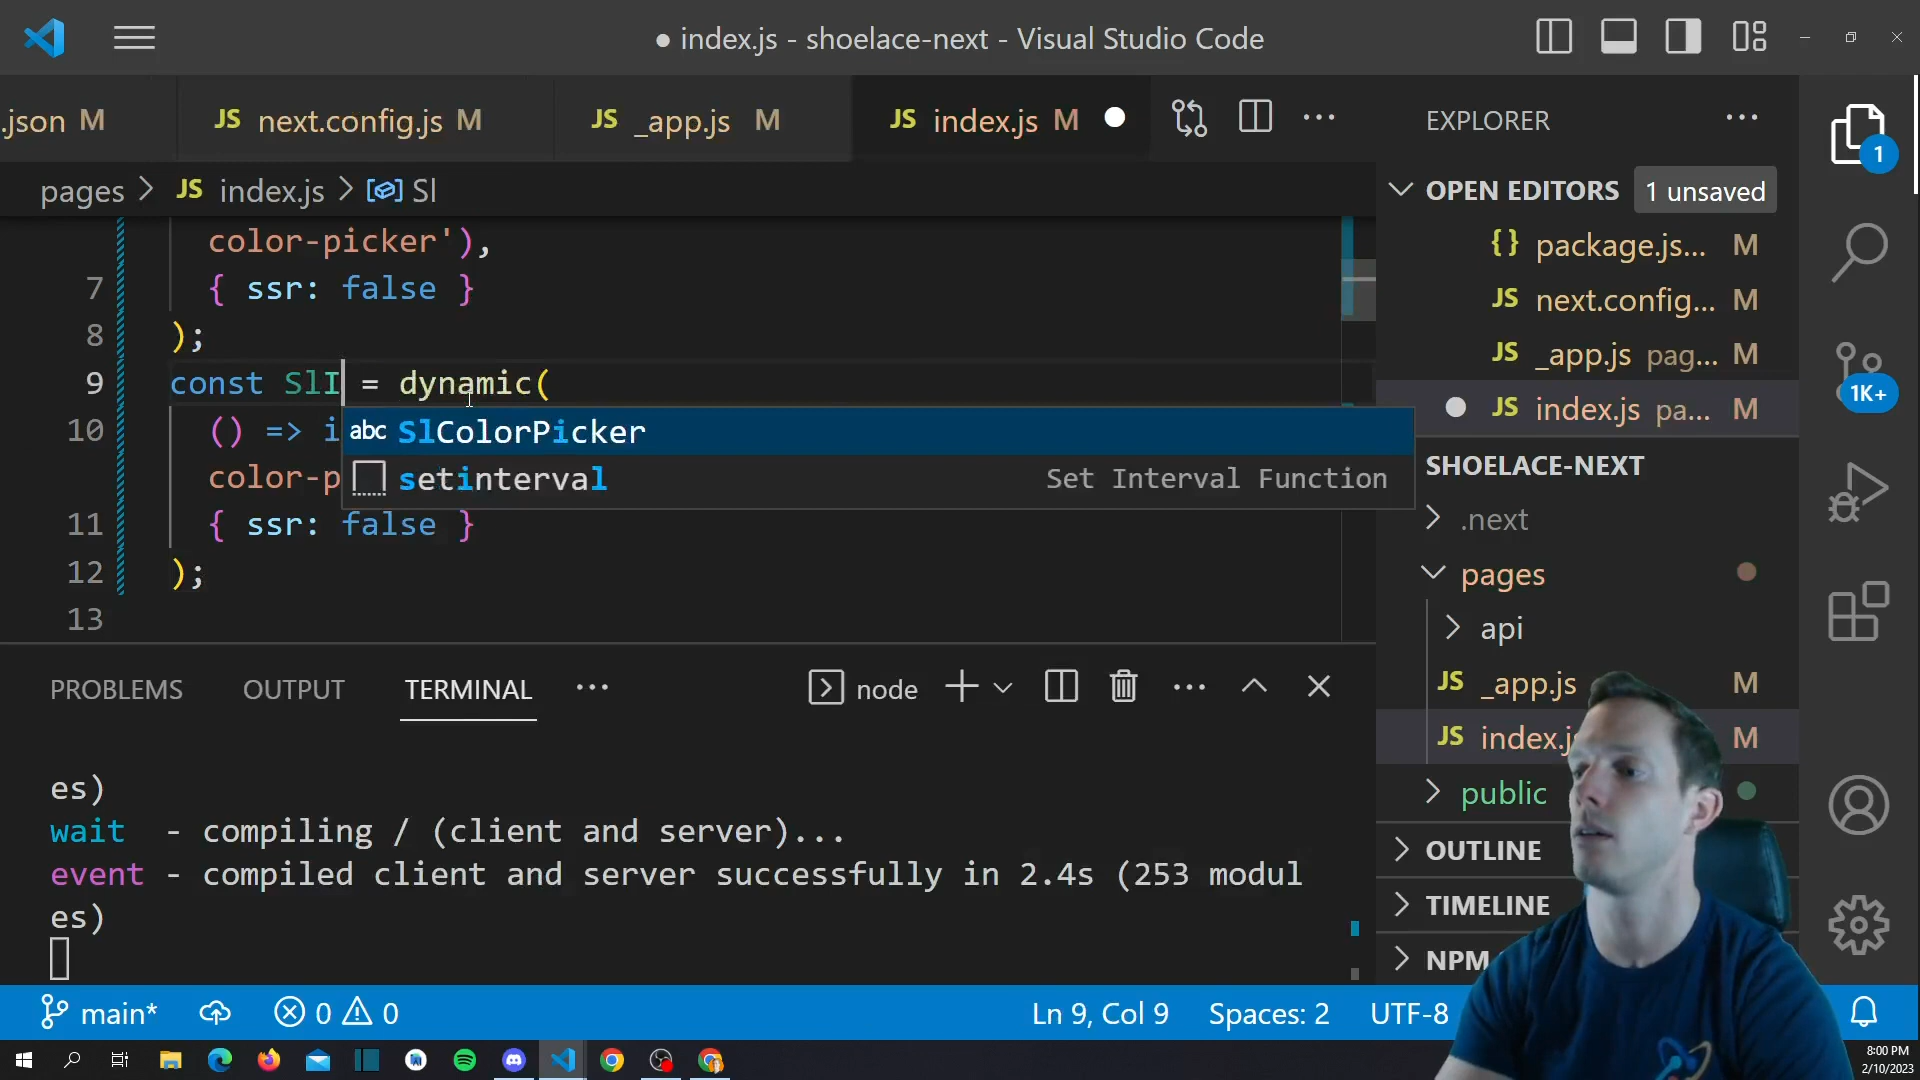 ● index.js - shoelace-next - Visual Studio Code
.json M
JS next.config.js M
JS _app.js M
JS index.js M
EXPLORER
pages > JS index.js > Sl
OPEN EDITORS 1 unsaved
color-picker'),
{} package.js... M
7 { ssr: false }
JS next.config... M
8 );
JS _app.js pag... M
9 const SlI = dynamic(
JS index.js pa... M
10 () => i
abc SlColorPicker
color-p
setinterval Set Interval Function
11 { ssr: false }
12 );
13
SHOELACE-NEXT
.next
pages
api
JS _app.js M
JS index.js M
public
OUTLINE
TIMELINE
NPM
1
1K+
PROBLEMS OUTPUT TERMINAL
node
es)
wait - compiling / (client and server)...
event - compiled client and server successfully in 2.4s (253 modul
es)
main* 0 0
Ln 9, Col 9 Spaces: 2 UTF-8
8:00 PM
2/10/2023